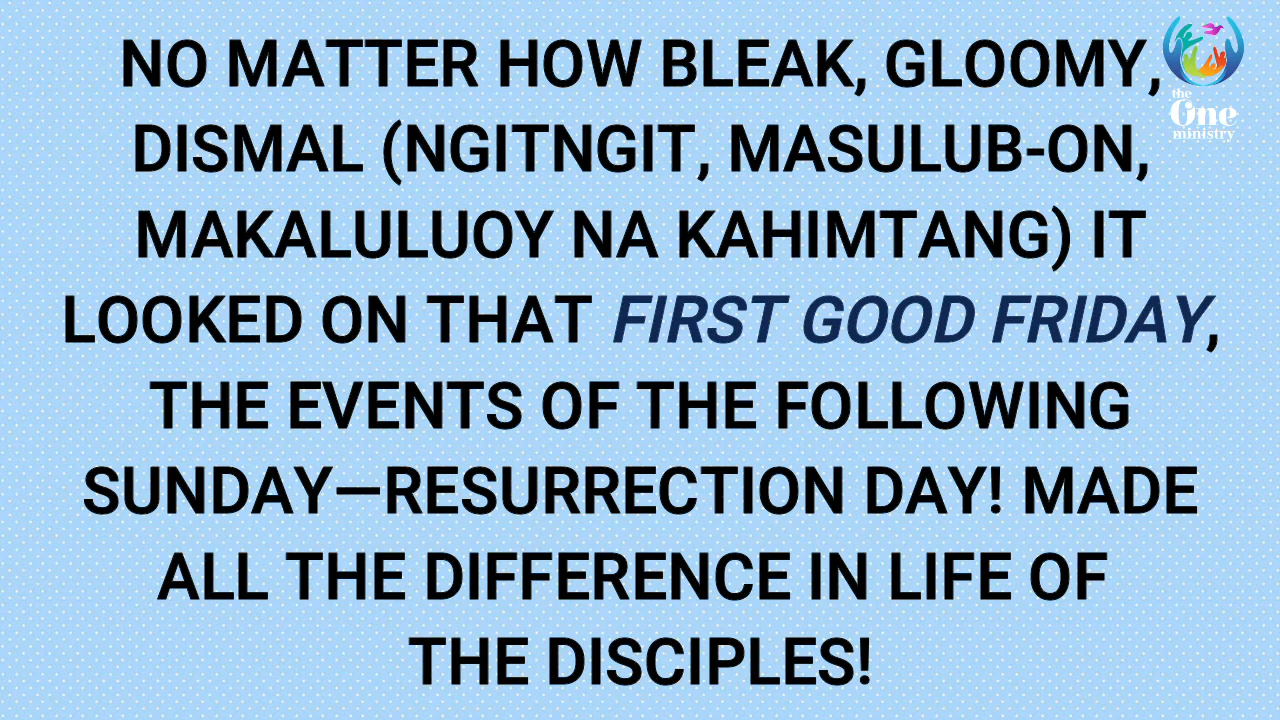 NO MATTER HOW BLEAK, GLOOMY,
DISMAL (NGITNGIT, MASULUB-ON,
MAKALULUOY NA KAHIMTANG) IT
LOOKED ON THAT FIRST GOOD FRIDAY,
THE EVENTS OF THE FOLLOWING
SUNDAY—RESURRECTION DAY! MADE
ALL THE DIFFERENCE IN LIFE OF
THE DISCIPLES!
the
One
ministry